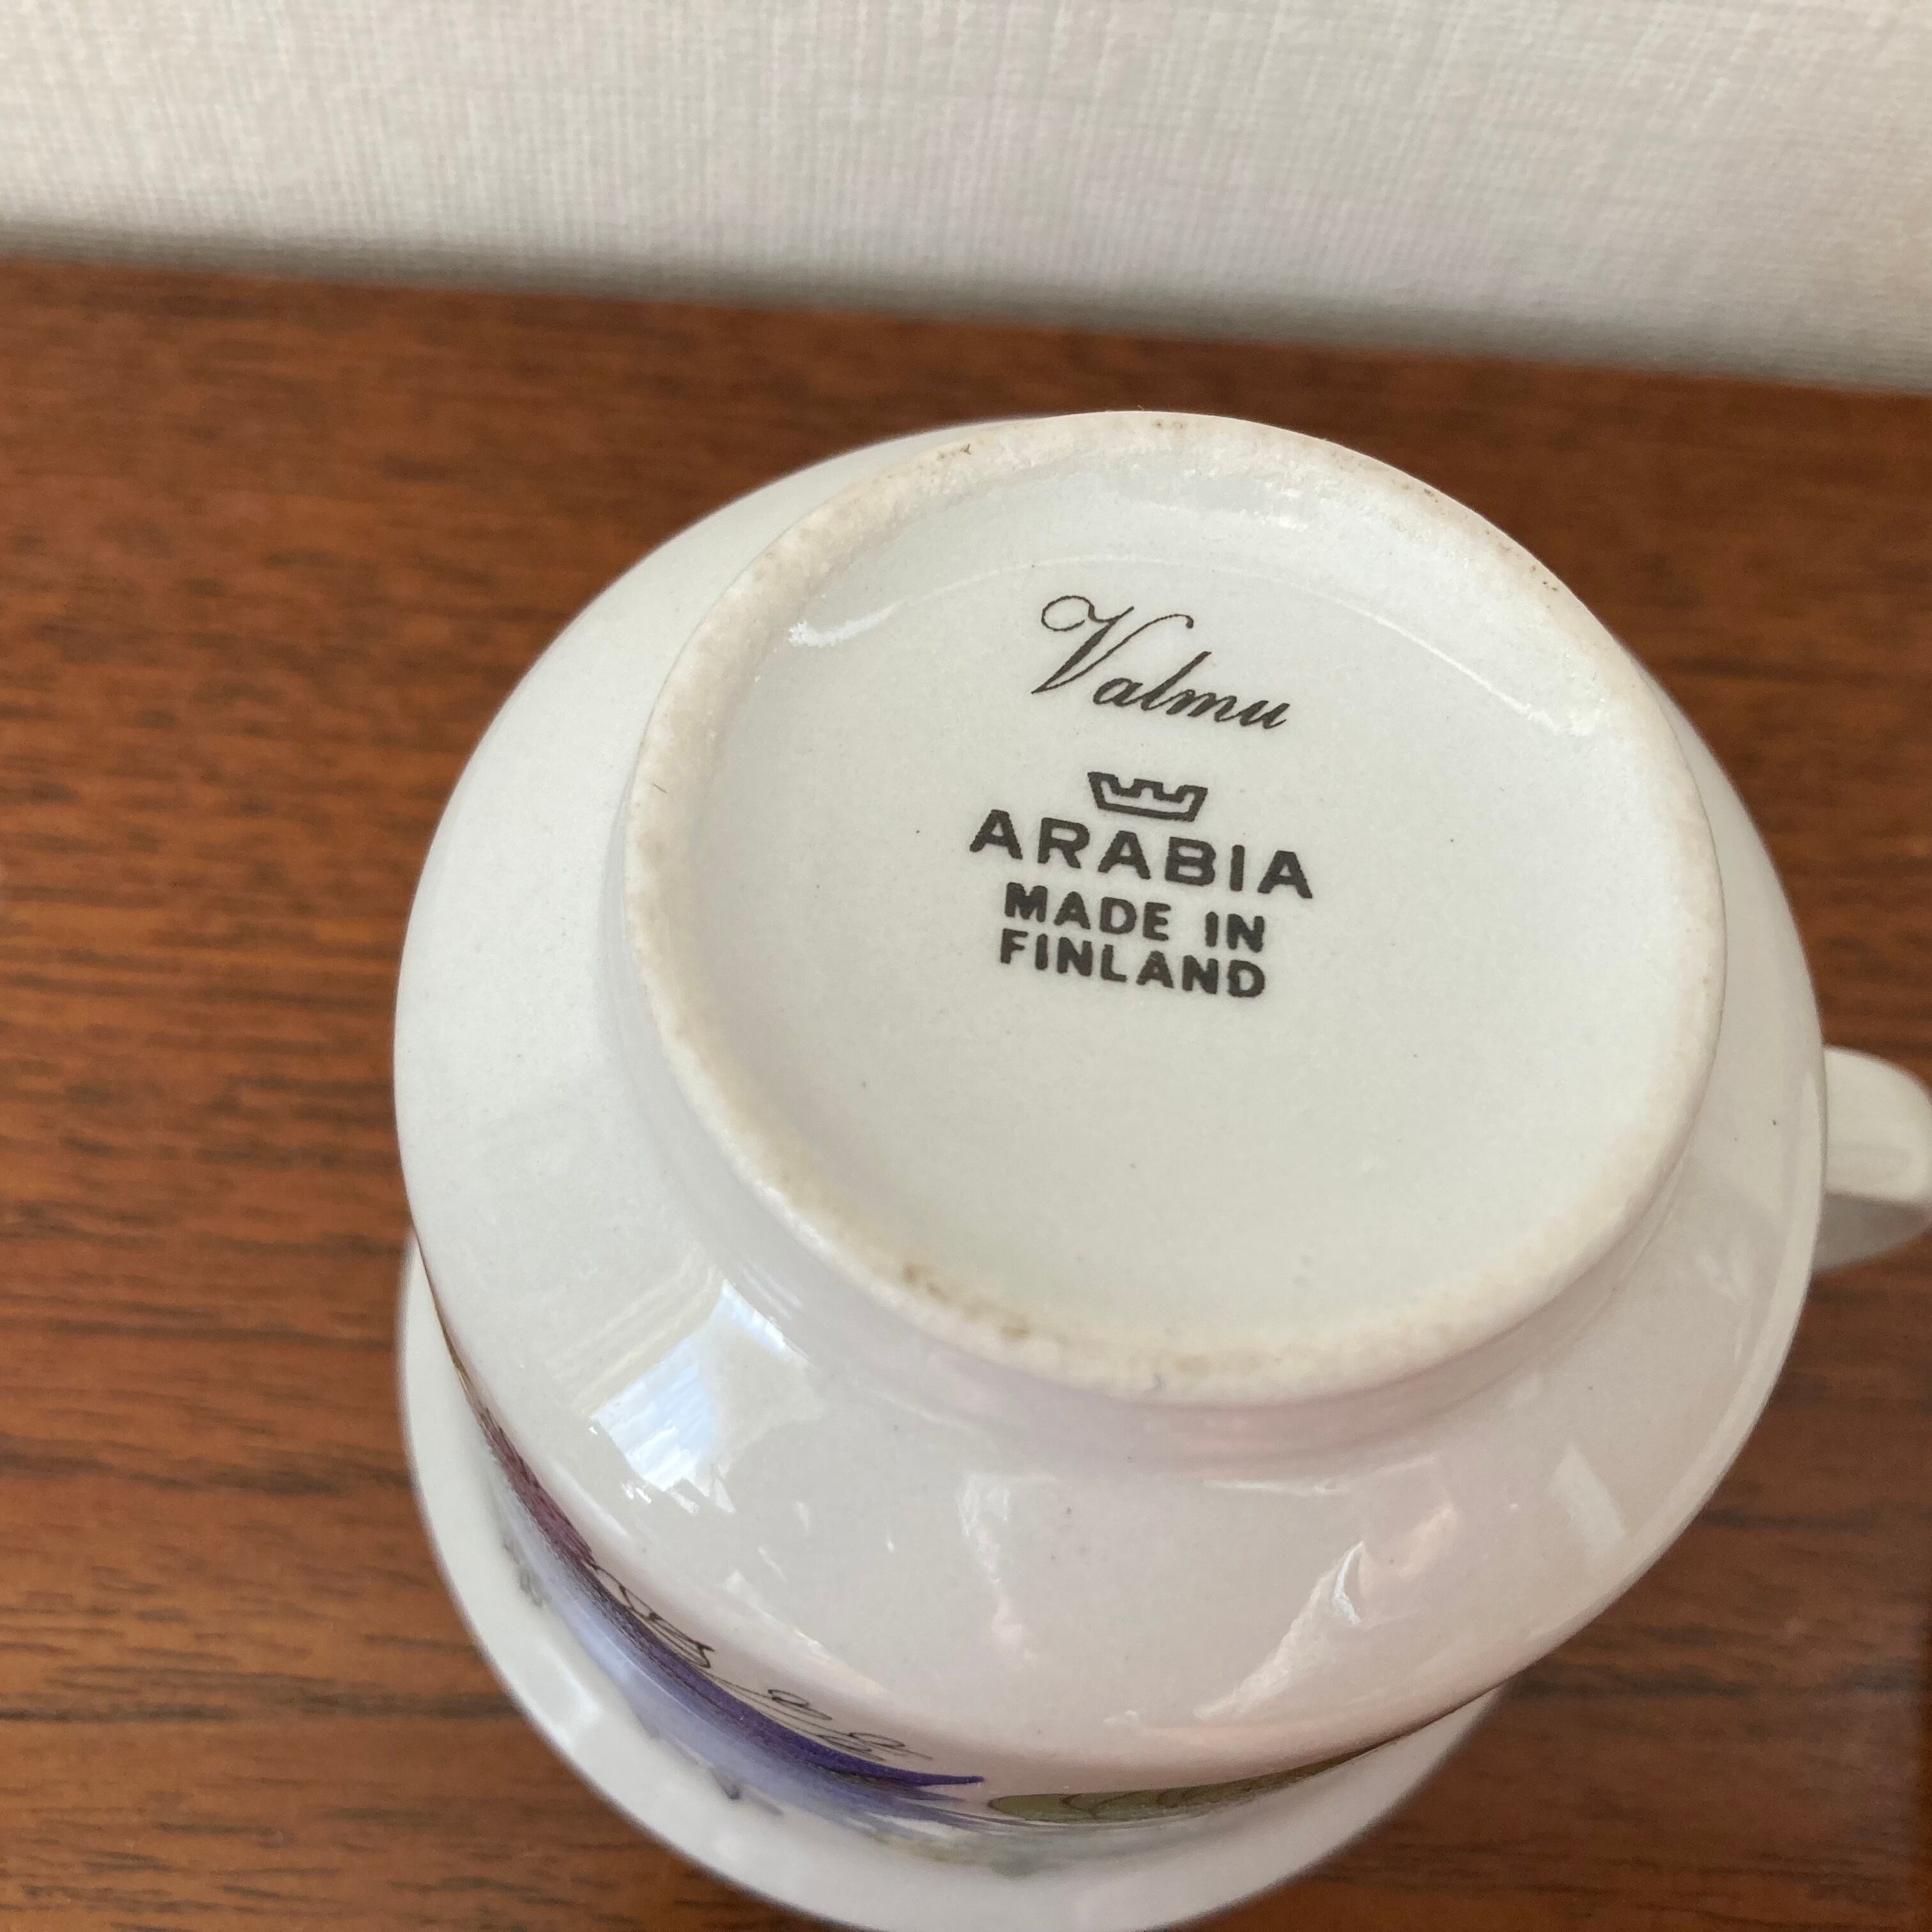 Valmu
ARABIA
MADE IN
FINLAND